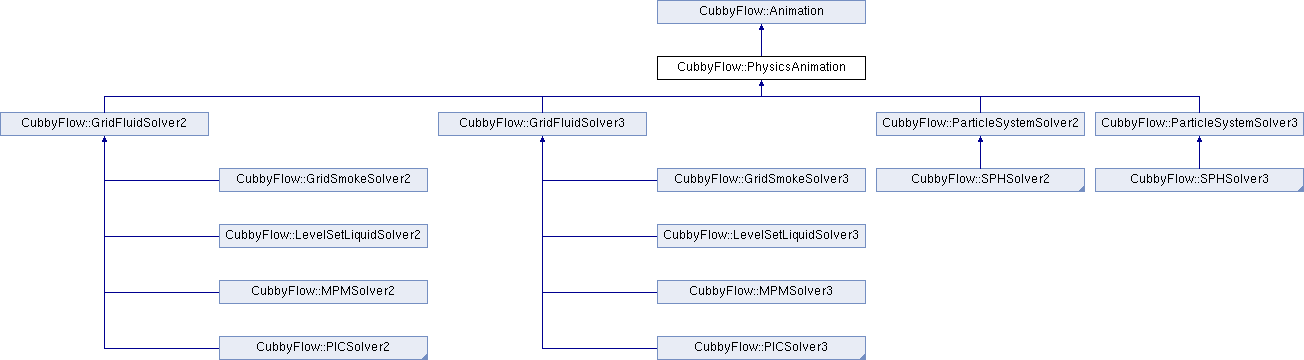 CubbyFlow::Animation
CubbyFlow::PhysicsAnimation
CubbyFlow::GridFluidSolver2
CubbyFlow::GridFluidSolver3
CubbyFlow::ParticleSystemSolver2
CubbyFlow::ParticleSystemSolver3
CubbyFlow::GridSmokeSolver2
CubbyFlow::GridSmokeSolver3
CubbyFlow::SPHSolver2
CubbyFlow::SPHSolver3
CubbyFlow::LevelSetLiquidSolver2
CubbyFlow::LevelSetLiquidSolver3
CubbyFlow::MPMSolver2
CubbyFlow::MPMSolver3
CubbyFlow::PICSolver2
CubbyFlow::PICSolver3